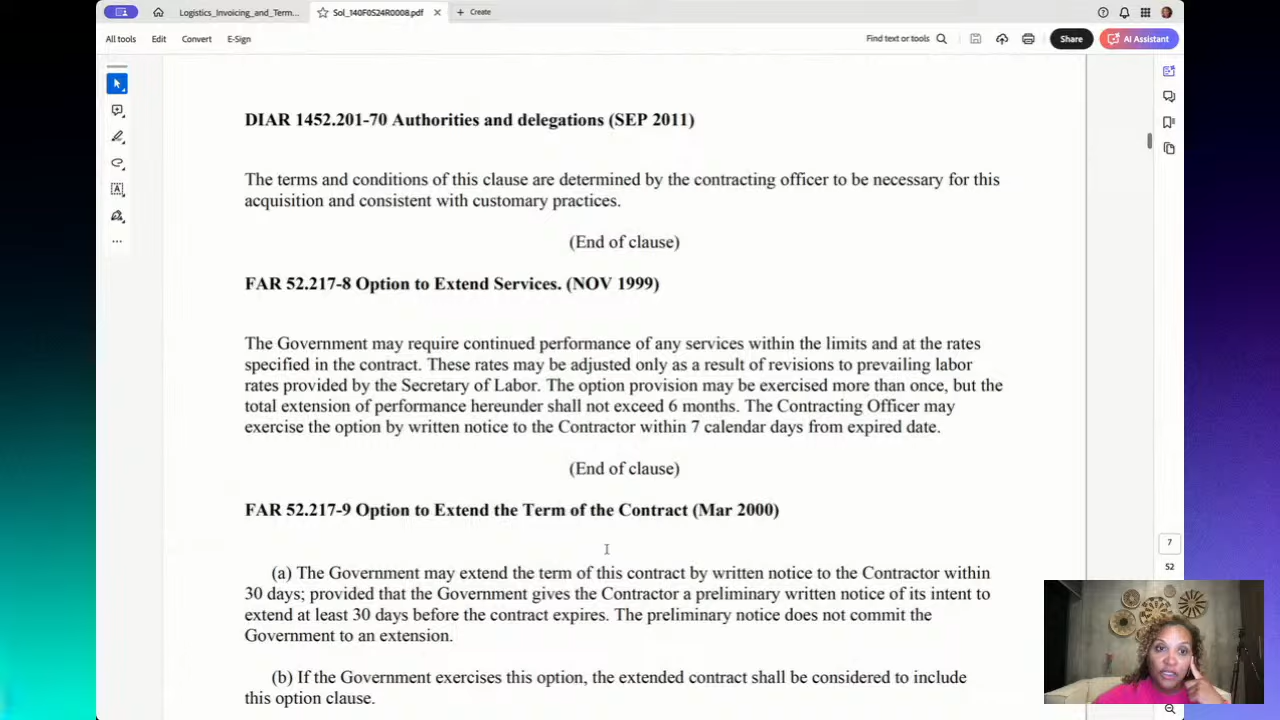 Logistics_Invoicing_and_Term...
Sol_140F0S24R0008.pdf
Create
All tools
Edit
Convert
E-Sign
Find text or tools
Share
AI Assistant
DIAR 1452.201-70 Authorities and delegations (SEP 2011)
The terms and conditions of this clause are determined by the contracting officer to be necessary for this
acquisition and consistent with customary practices.
(End of clause)
FAR 52.217-8 Option to Extend Services. (NOV 1999)
The Government may require continued performance of any services within the limits and at the rates
specified in the contract. These rates may be adjusted only as a result of revisions to prevailing labor
rates provided by the Secretary of Labor. The option provision may be exercised more than once, but the
total extension of performance hereunder shall not exceed 6 months. The Contracting Officer may
exercise the option by written notice to the Contractor within 7 calendar days from expired date.
(End of clause)
FAR 52.217-9 Option to Extend the Term of the Contract (Mar 2000)
(a) The Government may extend the term of this contract by written notice to the Contractor within
30 days; provided that the Government gives the Contractor a preliminary written notice of its intent to
extend at least 30 days before the contract expires. The preliminary notice does not commit the
Government to an extension.
(b) If the Government exercises this option, the extended contract shall be considered to include
this option clause.
7
52